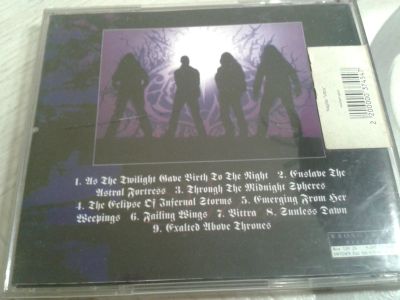 1. As The Twilight Gave Birth To The Night 2. Enslave The
Astral Fortress 3. Through The Midnight Spheres
4. The Eclipse Of Infernal Storms 5. Emerging From Her
Weepings 6. Failing Wings 7. Vittra 8. Sunless Dawn
9. Exalted Above Thrones